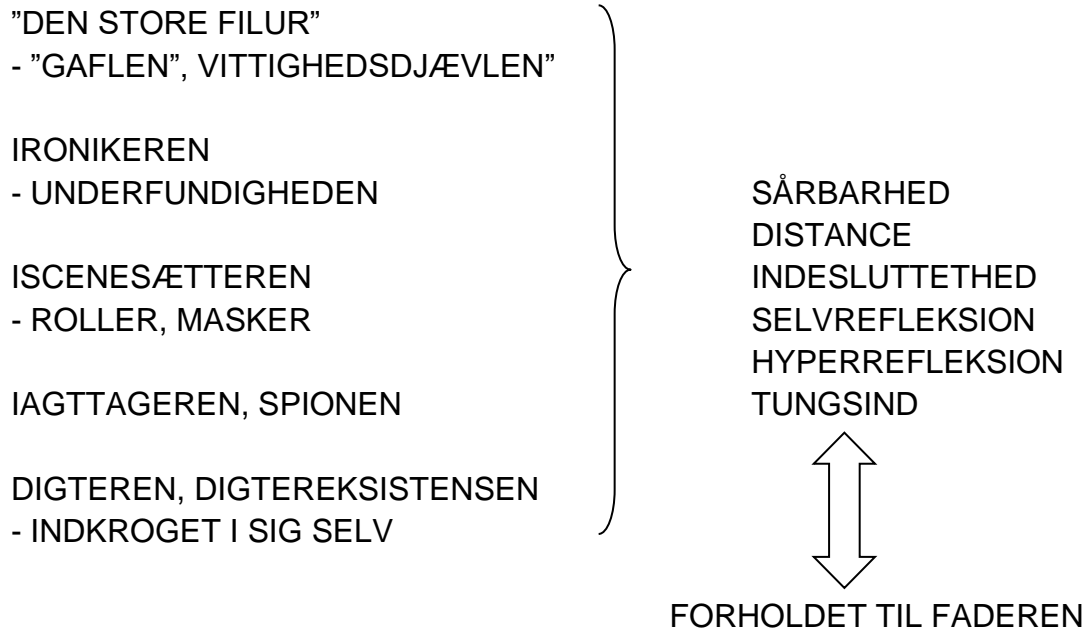 ”DEN STORE FILUR”
- ”GAFLEN”, VITTIGHEDSDJÆVLEN”
IRONIKEREN
- UNDERFUNDIGHEDEN
ISCENESÆTTEREN
- ROLLER, MASKER
IAGTTAGEREN, SPIONEN
DIGTEREN, DIGTEREKSISTENSEN
- INDKROGET I SIG SELV
SÅRBARHED
DISTANCE
INDESLUTTETHED
SELVREFLEKSION
HYPERREFLEKSION
TUNGSIND
FORHOLDET TIL FADEREN